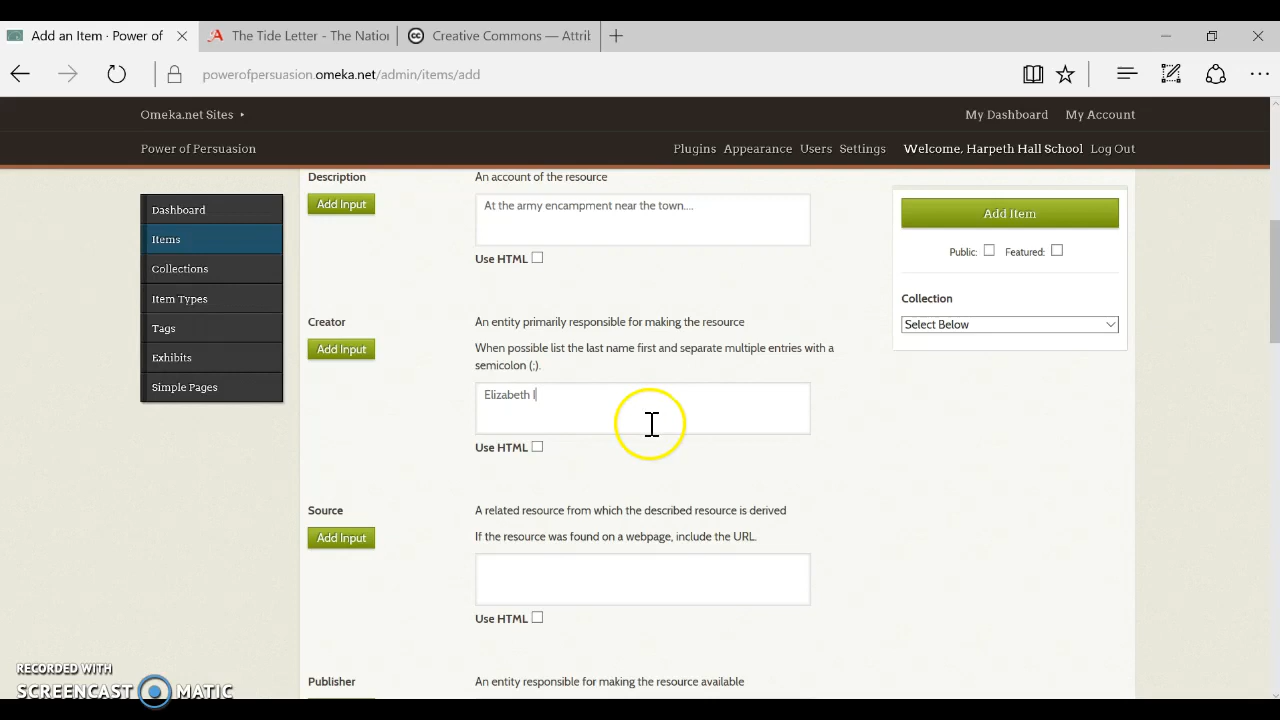 Add an Item · Power of
The Tide Letter - The Nation
Creative Commons — Attrib
powerofpersuasion.omeka.net/admin/items/add
Omeka.net Sites
My Dashboard My Account
Power of Persuasion
Plugins Appearance Users Settings Welcome, Harpeth Hall School Log Out
Dashboard
Items
Collections
Item Types
Tags
Exhibits
Simple Pages
Description
Add Input
An account of the resource
At the army encampment near the town....
Use HTML
Creator
Add Input
An entity primarily responsible for making the resource
When possible list the last name first and separate multiple entries with a
semicolon (;).
Elizabeth I
Use HTML
Source
Add Input
A related resource from which the described resource is derived
If the resource was found on a webpage, include the URL.
Use HTML
Publisher
An entity responsible for making the resource available
Add Item
Public: Featured:
Collection
Select Below
RECORDED WITH
SCREENCAST MATIC